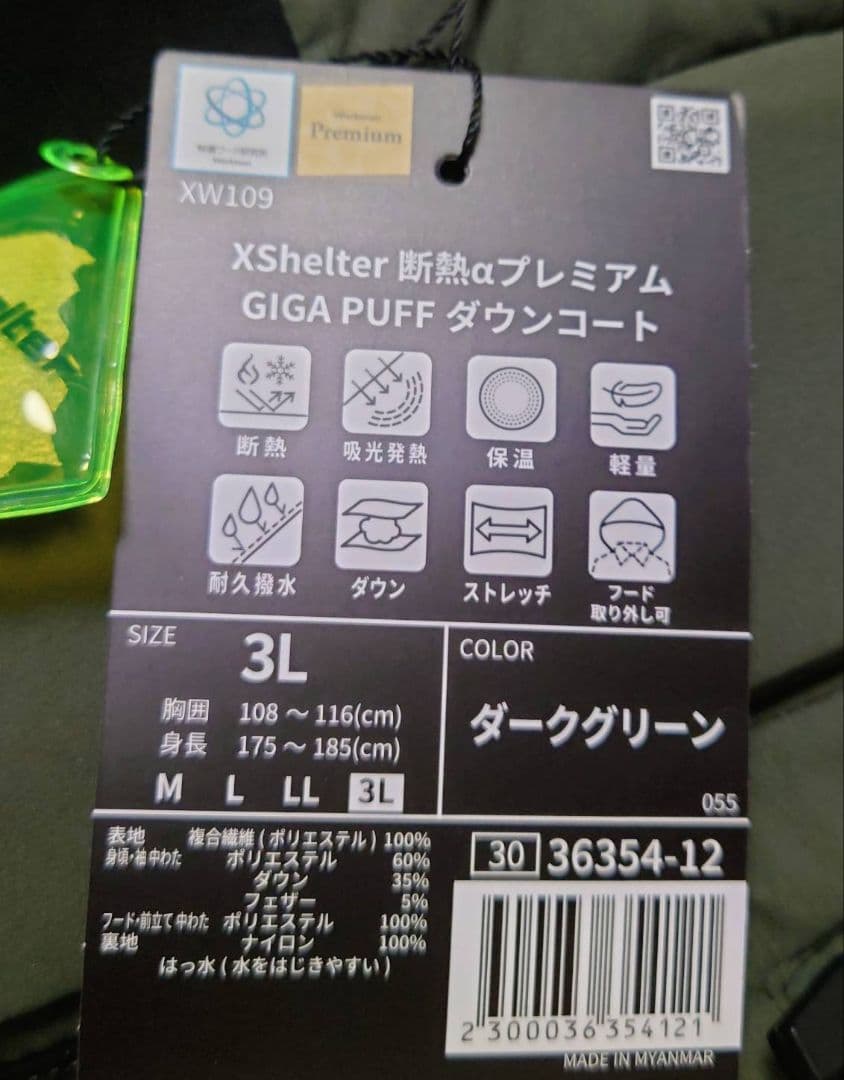 Workman
Premium
XW109
XShelter 断熱αプレミアム
GIGA PUFF ダウンコート
断熱
吸光発熱
保温
軽量
耐久撥水
ダウン
ストレッチ
フード
取り外し可
SIZE
3L
胸囲 108～116(cm)
身長 175～185(cm)
M L LL 3L
COLOR
ダークグリーン
055
表地 複合繊維(ポリエステル)100%
身頃・袖 中わた ポリエステル 60%
ダウン 35%
フェザー 5%
フード・前立て 中わた ポリエステル 100%
裏地 ナイロン 100%
はっ水(水をはじきやすい)
30 36354-12
2300036354121
MADE IN MYANMAR